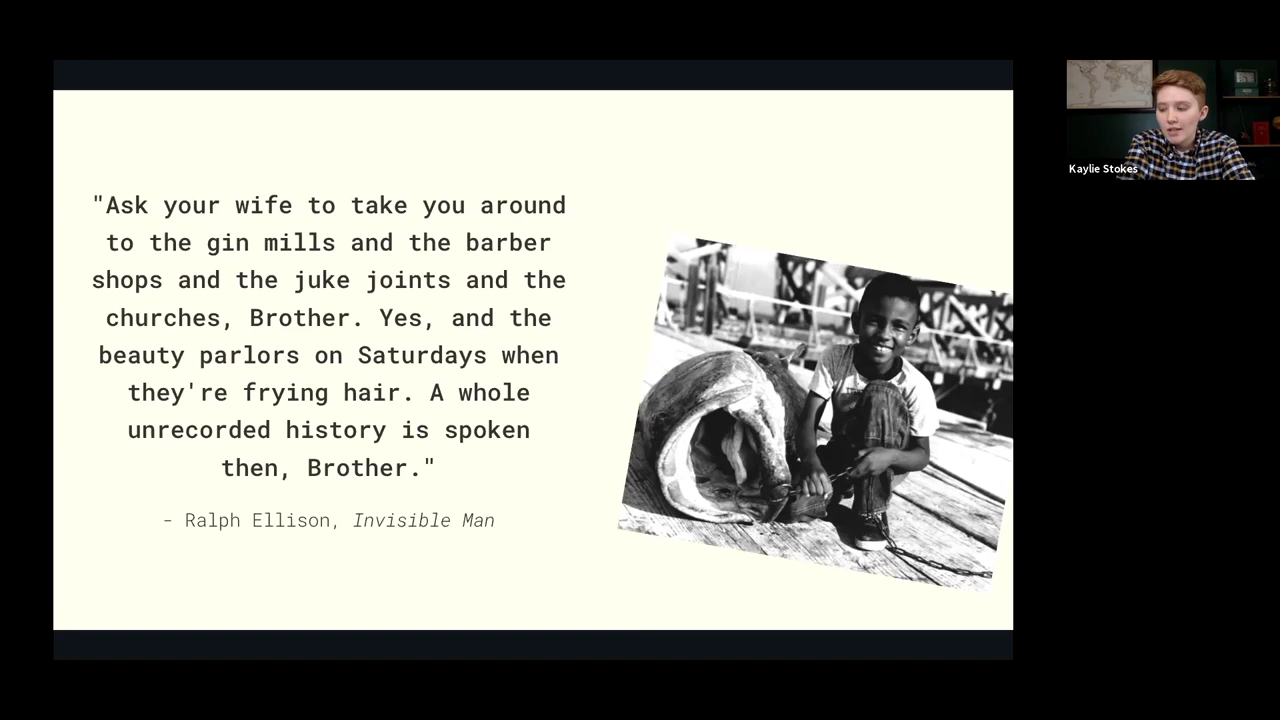 "Ask your wife to take you around
to the gin mills and the barber
shops and the juke joints and the
churches, Brother. Yes, and the
beauty parlors on Saturdays when
they're frying hair. A whole
unrecorded history is spoken
then, Brother."
- Ralph Ellison, Invisible Man
Kaylie Stokes